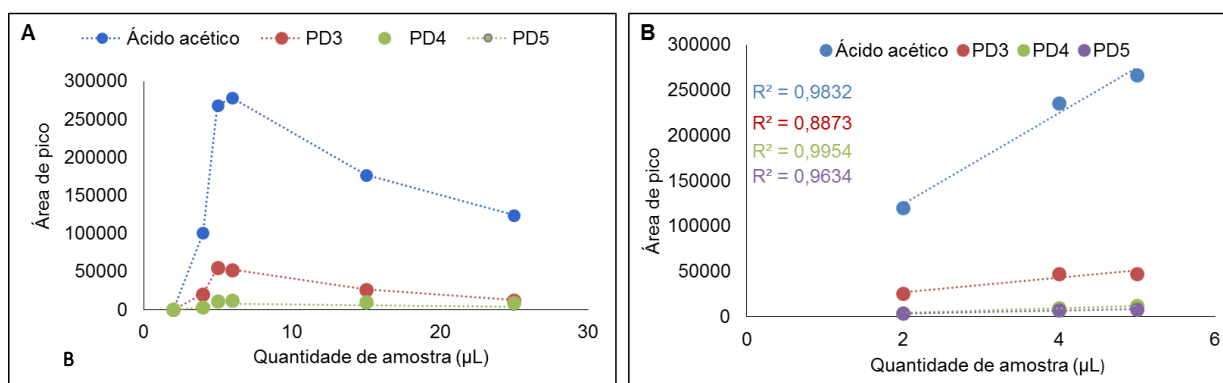 A
Ácido acético PD3 PD4 PD5
300000
250000
200000
150000
100000
50000
0
Área de pico
0 10 20 30
Quantidade de amostra (µL)
B
B
Ácido acético PD3 PD4 PD5
300000
250000
200000
150000
100000
50000
0
Área de pico
R² = 0,9832
R² = 0,8873
R² = 0,9954
R² = 0,9634
0 2 4 6
Quantidade de amostra (µL)